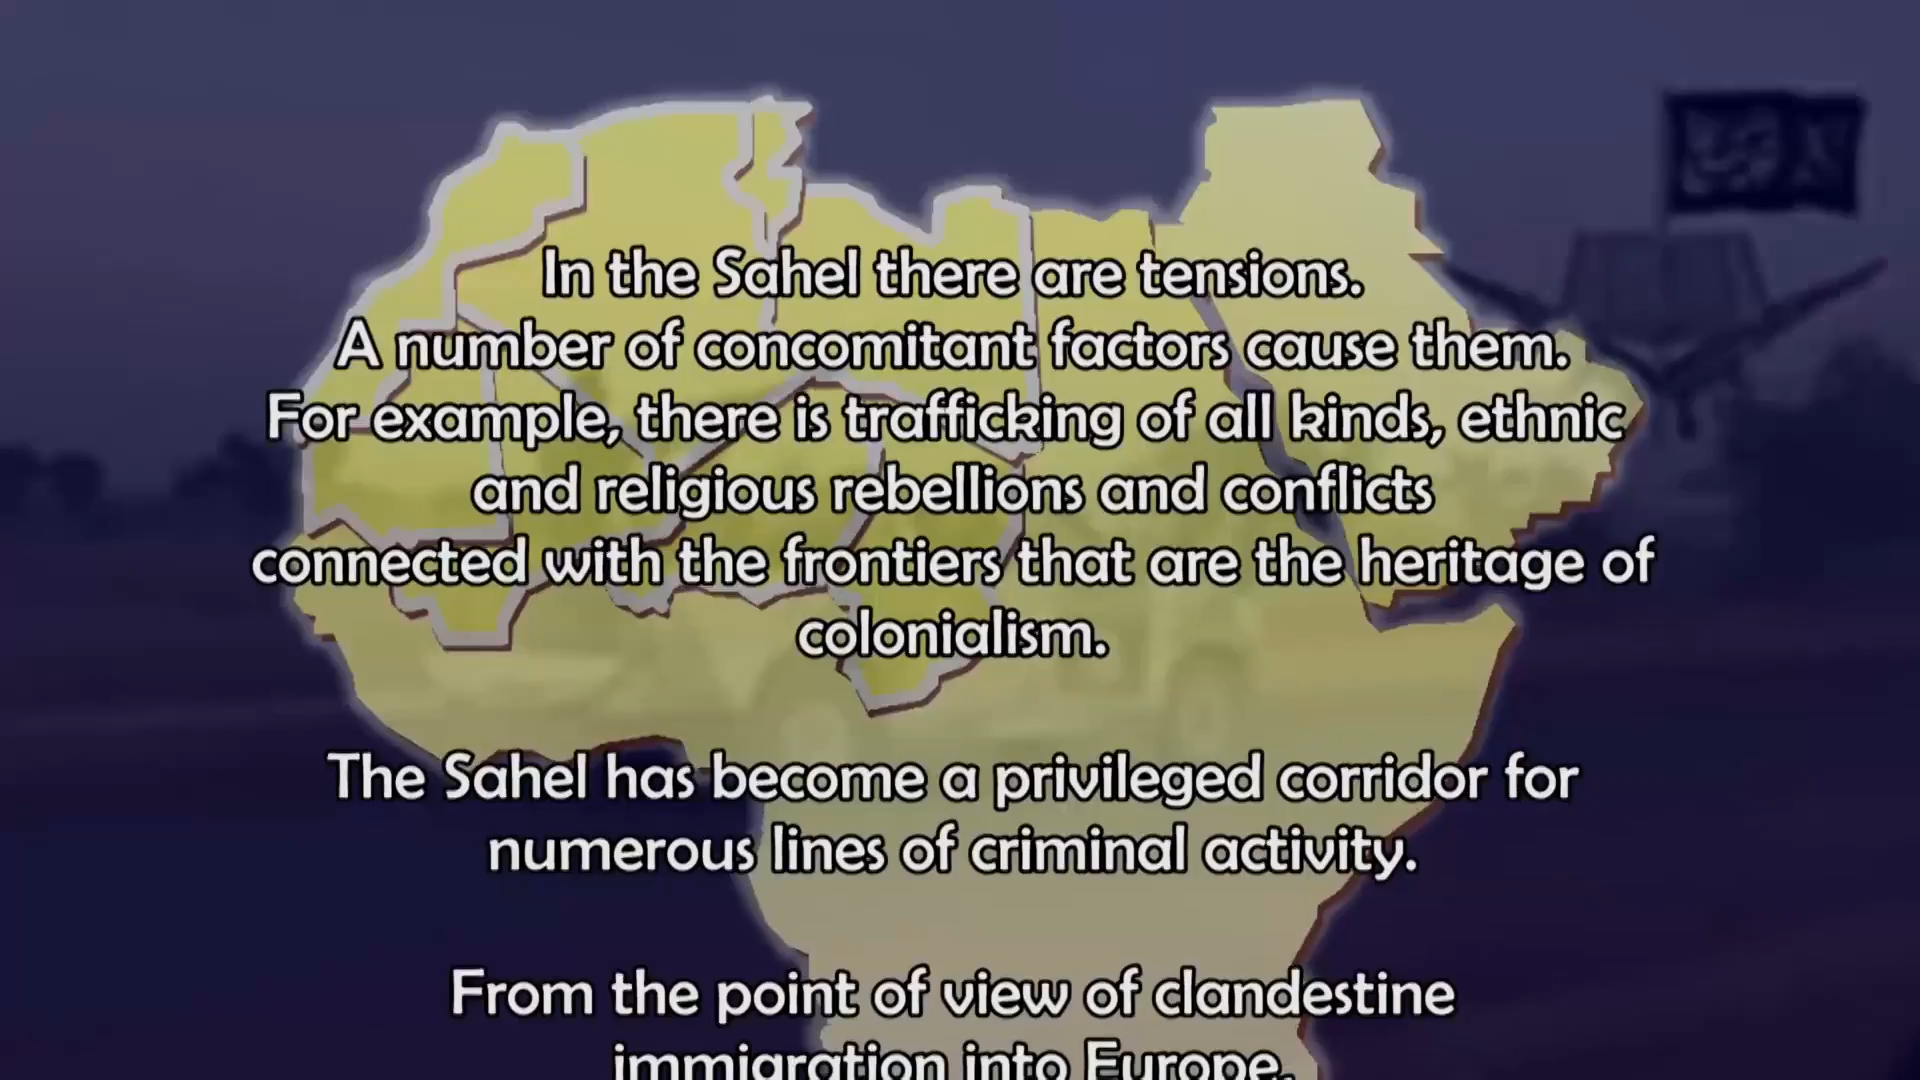 In the Sahel there are tensions.
A number of concomitant factors cause them.
For example, there is trafficking of all kinds, ethnic
and religious rebellions and conflicts
connected with the frontiers that are the heritage of
colonialism.
The Sahel has become a privileged corridor for
numerous lines of criminal activity.
From the point of view of clandestine
immigration into Europe,